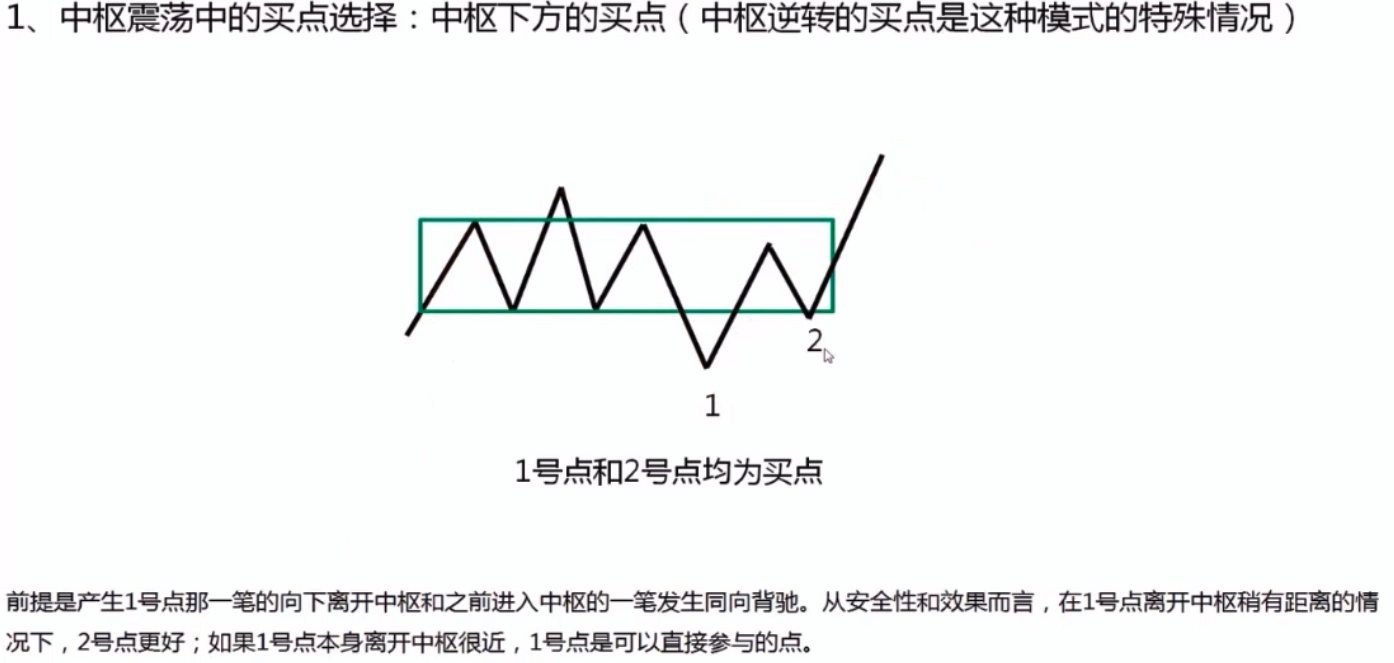 1、中枢震荡中的买点选择：中枢下方的买点（中枢逆转的买点是这种模式的特殊情况）
2
1
1号点和2号点均为买点
前提是产生1号点那一笔的向下离开中枢和之前进入中枢的一笔发生同向背驰。从安全性和效果而言，在1号点离开中枢稍有距离的情
况下，2号点更好；如果1号点本身离开中枢很近，1号点是可以直接参与的点。